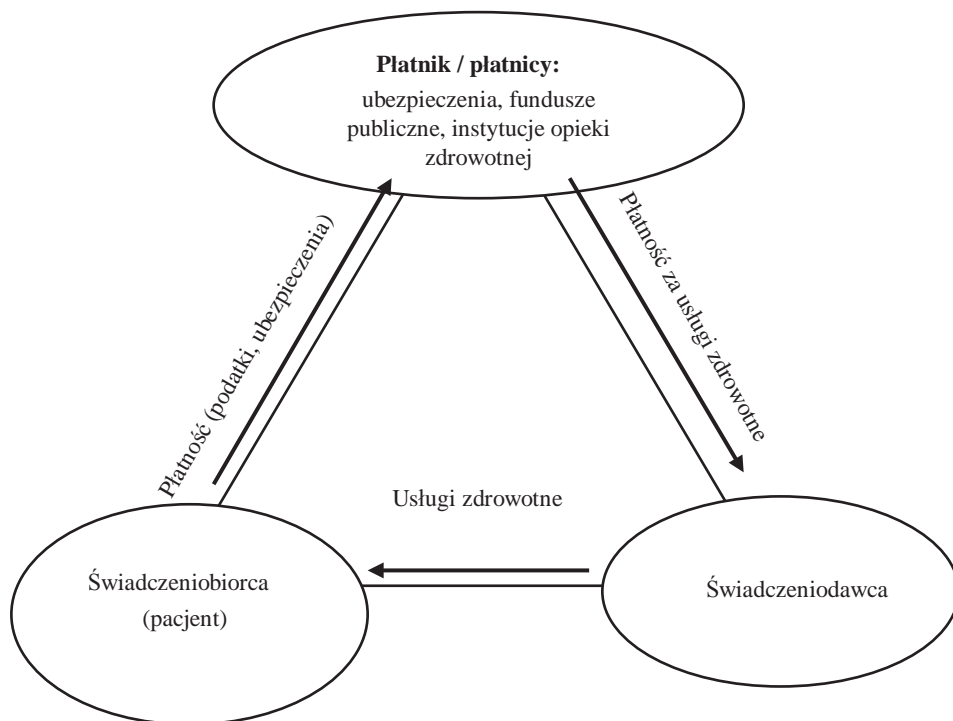 Płatnik / płatnicy:
ubezpieczenia, fundusze
publiczne, instytucje opieki
zdrowotnej
Płatność (podatki, ubezpieczenia)
Płatność za usługi zdrowotne
Usługi zdrowotne
Świadczeniobiorca
(pacjent)
Świadczeniodawca